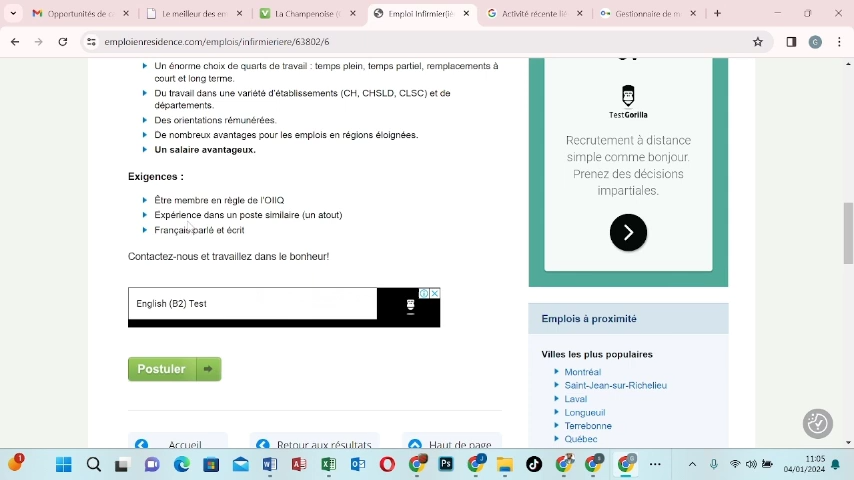 Opportunités de c
Le meilleur des em
La Champenoise (
Emploi Infirmier(iè
Activité récente li
Gestionnaire de m
emploienresidence.com/emplois/infirmieriere/63802/6
G
Un énorme choix de quarts de travail : temps plein, temps partiel, remplacements à
court et long terme.
Du travail dans une variété d'établissements (CH, CHSLD, CLSC) et de
départements.
Des orientations rémunérées.
De nombreux avantages pour les emplois en régions éloignées.
Un salaire avantageux.
Exigences :
Être membre en règle de l'OIIQ
Expérience dans un poste similaire (un atout)
Français parlé et écrit
Contactez-nous et travaillez dans le bonheur!
English (B2) Test
Postuler
Accueil
Retour aux résultats
Haut de page
TestGorilla
Recrutement à distance
simple comme bonjour.
Prenez des décisions
impartiales.
Emplois à proximité
Villes les plus populaires
Montréal
Saint-Jean-sur-Richelieu
Laval
Longueuil
Terrebonne
Québec
11:05
04/01/2024